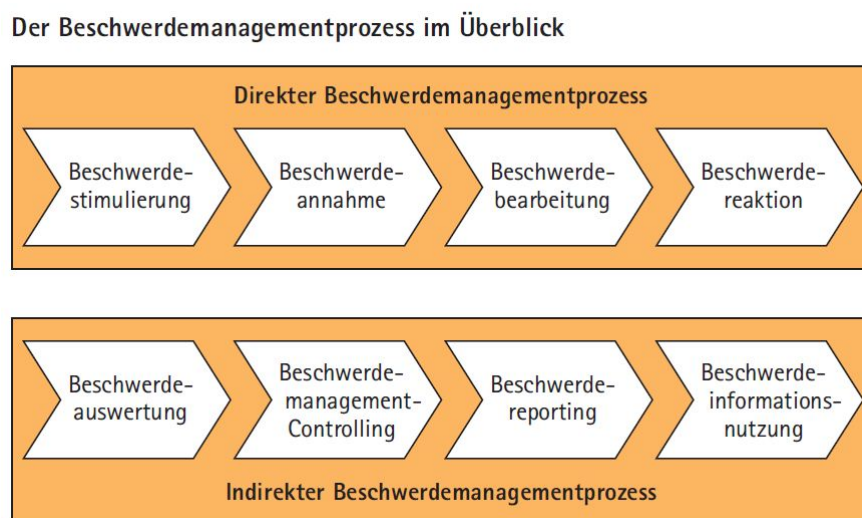 Der Beschwerdemanagementprozess im Überblick
Direkter Beschwerdemanagementprozess
Beschwerde-
stimulierung
Beschwerde-
annahme
Beschwerde-
bearbeitung
Beschwerde-
reaktion
Beschwerde-
auswertung
Beschwerde-
management-
Controlling
Beschwerde-
reporting
Beschwerde-
informations-
nutzung
Indirekter Beschwerdemanagementprozess